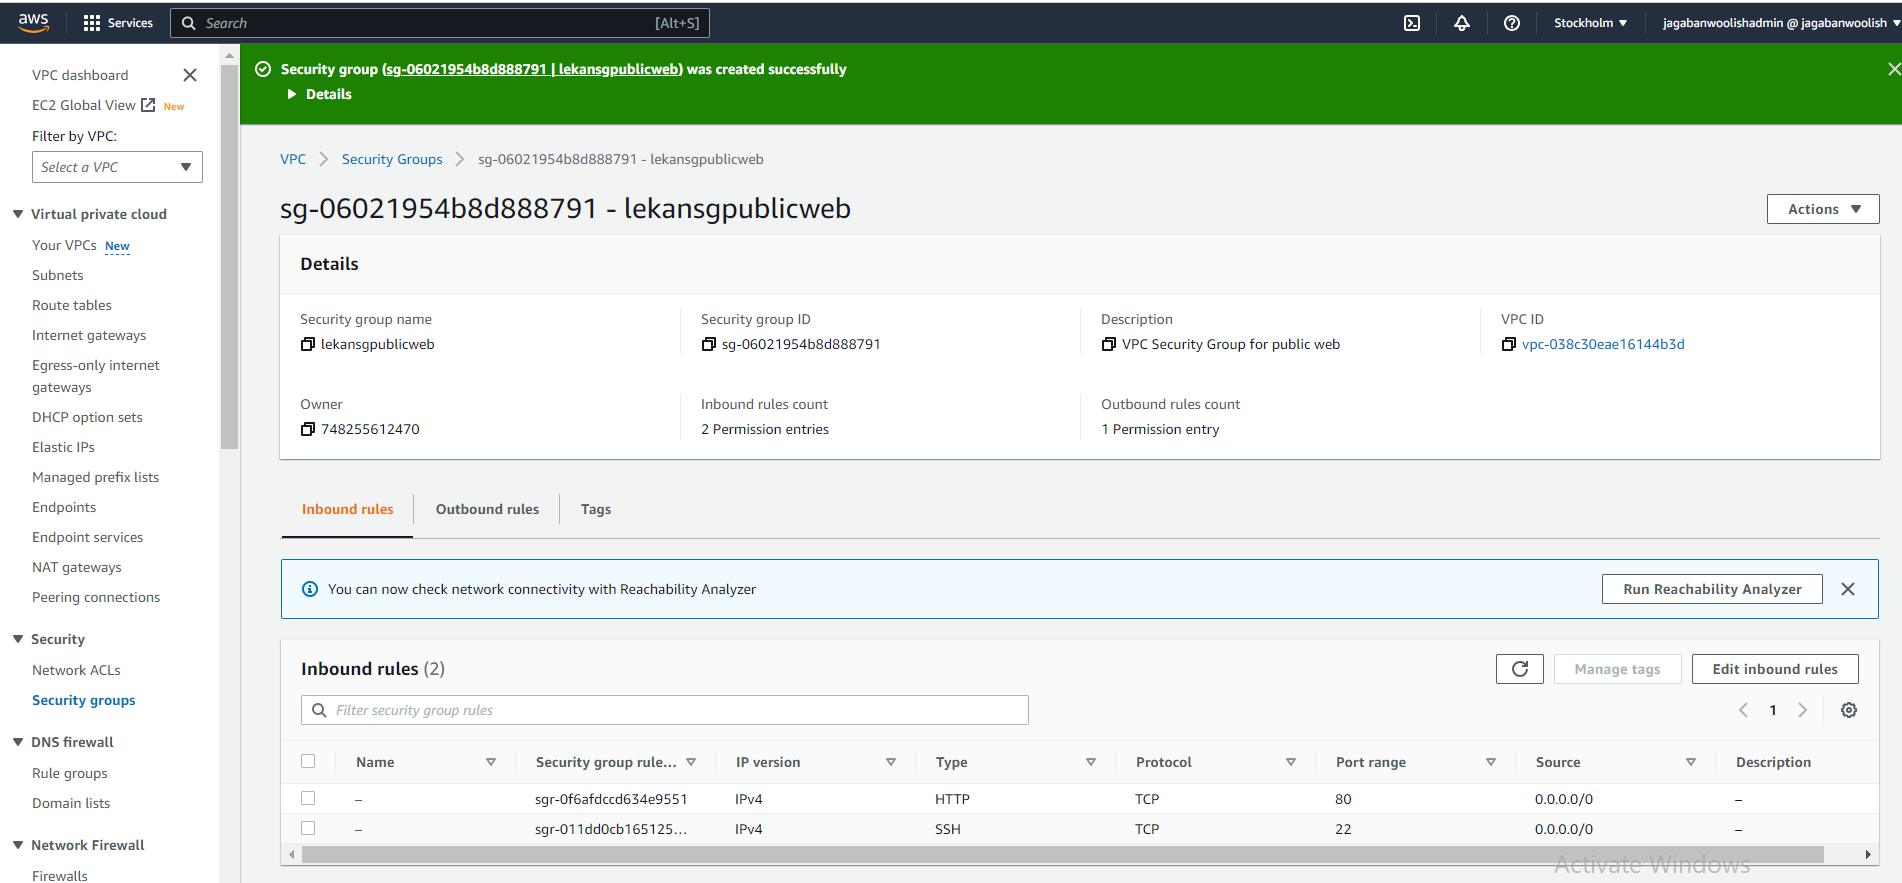 aws
Services
Search
[Alt+S]
Stockholm
jagabanwoolishadmin @ jagabanwoolish
VPC dashboard
EC2 Global View New
Filter by VPC:
Select a VPC
Virtual private cloud
Your VPCs New
Subnets
Route tables
Internet gateways
Egress-only internet
gateways
DHCP option sets
Elastic IPs
Managed prefix lists
Endpoints
Endpoint services
NAT gateways
Peering connections
Security
Network ACLs
Security groups
DNS firewall
Rule groups
Domain lists
Network Firewall
Firewalls
Security group (sg-06021954b8d888791 | lekansgpublicweb) was created successfully
Details
VPC
Security Groups
sg-06021954b8d888791 - lekansgpublicweb
sg-06021954b8d888791 - lekansgpublicweb
Actions
Details
Security group name
lekansgpublicweb
Security group ID
sg-06021954b8d888791
Description
VPC Security Group for public web
VPC ID
vpc-038c30eae16144b3d
Owner
748255612470
Inbound rules count
2 Permission entries
Outbound rules count
1 Permission entry
Inbound rules
Outbound rules
Tags
You can now check network connectivity with Reachability Analyzer
Run Reachability Analyzer
Inbound rules (2)
Manage tags
Edit inbound rules
Filter security group rules
1
Name Security group rule... IP version Type Protocol Port range Source Description
– sgr-0f6afdccd634e9551 IPv4 HTTP TCP 80 0.0.0.0/0 –
– sgr-011dd0cb165125... IPv4 SSH TCP 22 0.0.0.0/0 –
Activate Windows